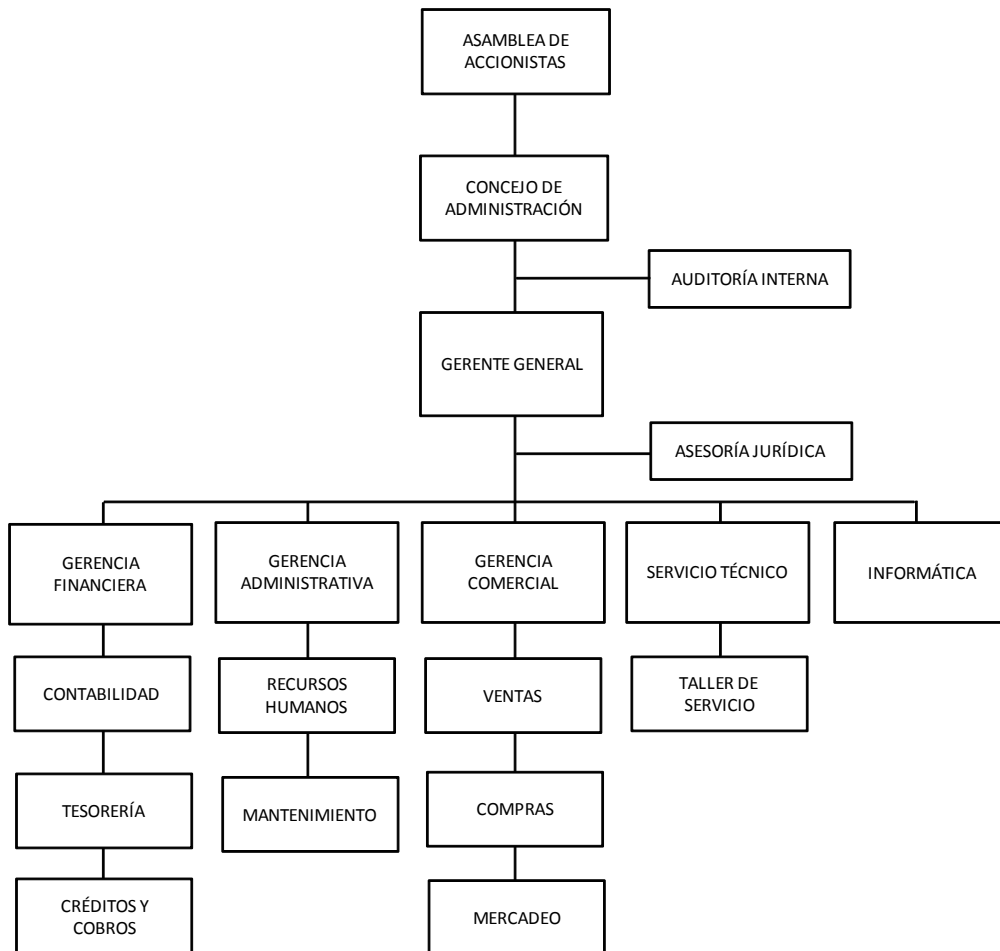 ASAMBLEA DE
ACCIONISTAS
CONCEJO DE
ADMINISTRACIÓN
AUDITORÍA INTERNA
GERENTE GENERAL
ASESORÍA JURÍDICA
GERENCIA
FINANCIERA
GERENCIA
ADMINISTRATIVA
GERENCIA
COMERCIAL
SERVICIO TÉCNICO
INFORMÁTICA
CONTABILIDAD
RECURSOS
HUMANOS
VENTAS
TALLER DE
SERVICIO
TESORERÍA
MANTENIMIENTO
COMPRAS
CRÉDITOS Y
COBROS
MERCADEO